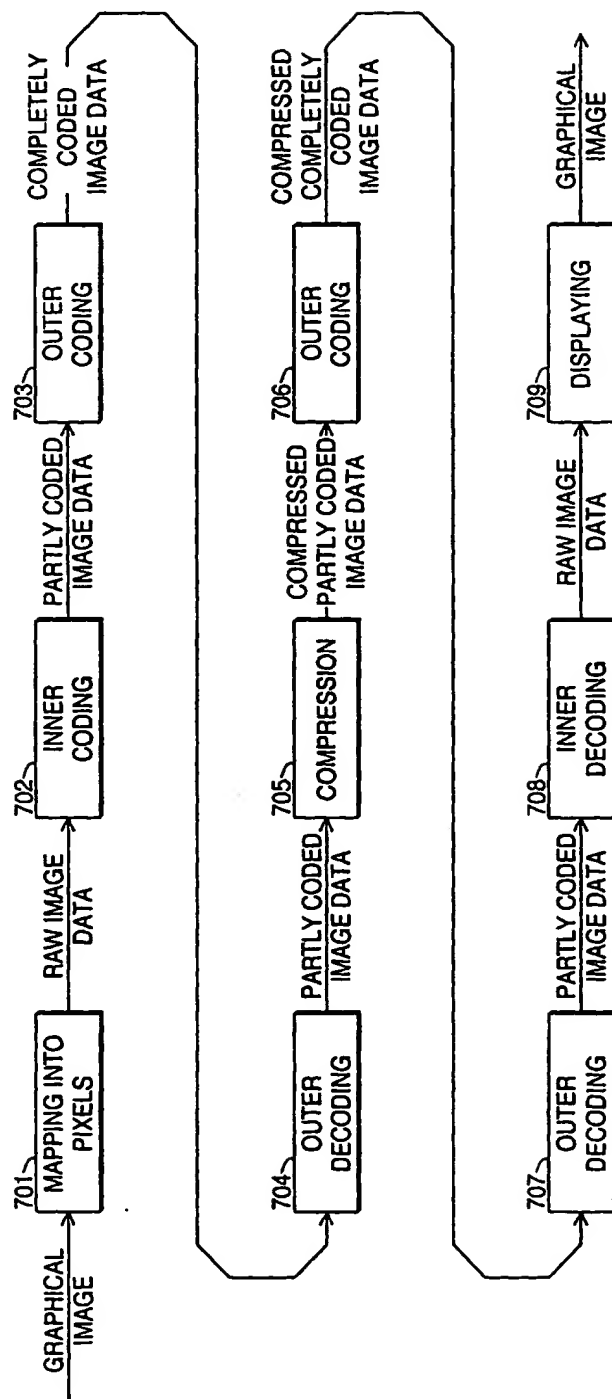 GRAPHICAL
IMAGE
701
MAPPING INTO
PIXELS
RAW IMAGE
DATA
702
INNER
CODING
PARTLY CODED
IMAGE DATA
703
OUTER
CODING
COMPLETELY
CODED
IMAGE DATA
704
OUTER
DECODING
PARTLY CODED
IMAGE DATA
705
COMPRESSION
COMPRESSED
PARTLY CODED
IMAGE DATA
706
OUTER
CODING
COMPRESSED
COMPLETELY
CODED
IMAGE DATA
707
OUTER
DECODING
PARTLY CODED
IMAGE DATA
708
INNER
DECODING
RAW IMAGE
DATA
709
DISPLAYING
GRAPHICAL
IMAGE